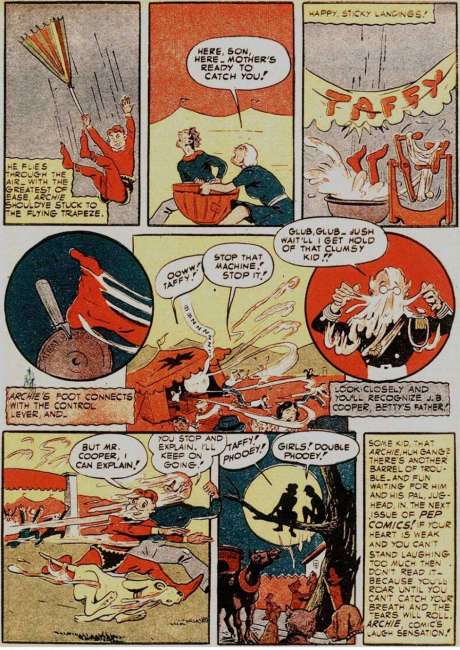 HE FLIES
THROUGH THE
AIR_ WITH THE
GREATEST OF
EASE, ARCHIE
SHOULD'VE STUCK TO
THE FLYING TRAPEZE.
HERE, SON,
HERE_ MOTHER'S
READY TO
CATCH YOU!
HAPPY, STICKY LANDINGS!
TAFFY
ARCHIE'S FOOT CONNECTS
WITH THE CONTROL
LEVER, AND_
OOWW!
TAFFY!
STOP THAT
MACHINE!
STOP IT!
GLUB, GLUB_ JUSH
WAIT'LL I GET HOLD
OF THAT CLUMSY
KID!!
LOOK CLOSELY AND
YOU'LL RECOGNIZE J.B.
COOPER, BETTY'S FATHER!
BUT MR.
COOPER, I
CAN EXPLAIN!
YOU STOP AND
EXPLAIN. I'LL
KEEP ON
GOING!
TAFFY!
PHOOEY!
GIRLS! DOUBLE
PHOOEY!
SOME KID, THAT
ARCHIE, HUH GANG?
THERE'S ANOTHER
BARREL OF TROU-
BLE_ AND FUN
WAITING FOR HIM
AND HIS PAL, JUG-
HEAD, IN THE NEXT
ISSUE OF PEP
COMICS! IF YOUR
HEART IS WEAK
AND YOU CAN'T
STAND LAUGHING
TOO MUCH THEN
DON'T READ IT_
BECAUSE YOU'LL
ROAR UNTIL YOU
CAN'T CATCH YOUR
BREATH AND THE
TEARS WILL ROLL.
ARCHIE, COMICS
LAUGH SENSATION!